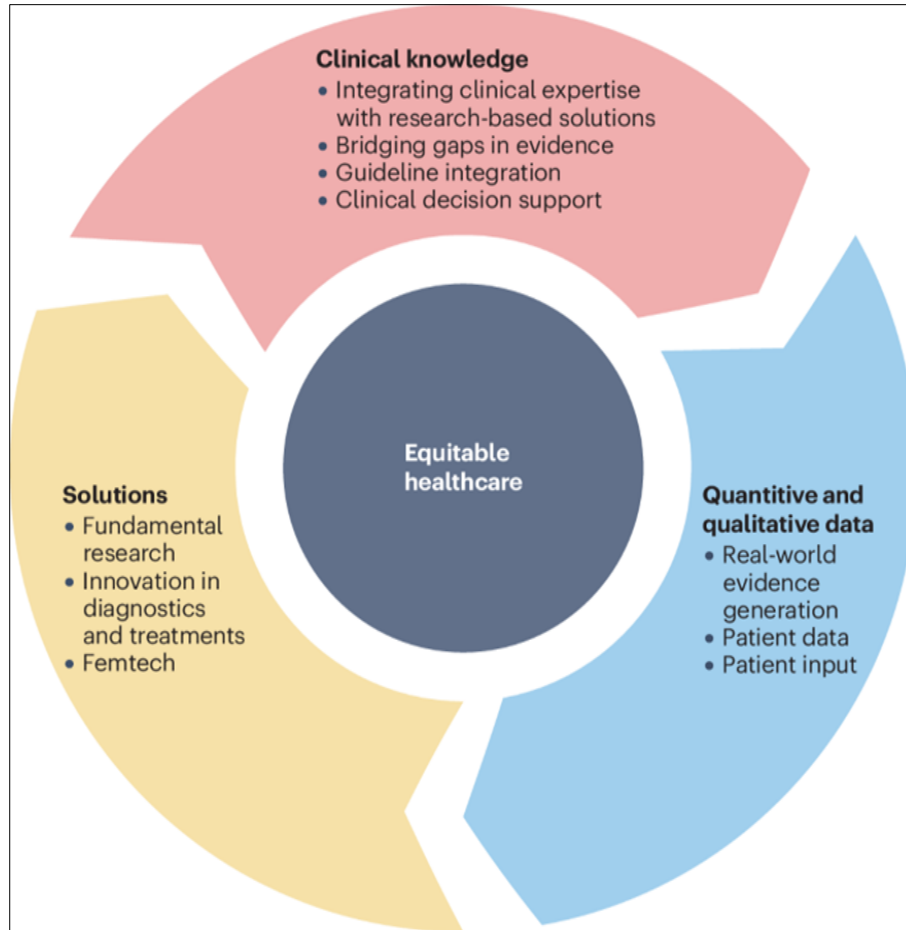 Clinical knowledge
• Integrating clinical expertise
with research-based solutions
• Bridging gaps in evidence
• Guideline integration
• Clinical decision support
Equitable
healthcare
Solutions
• Fundamental
research
• Innovation in
diagnostics
and treatments
• Femtech
Quantitive and
qualitative data
• Real-world
evidence
generation
• Patient data
• Patient input